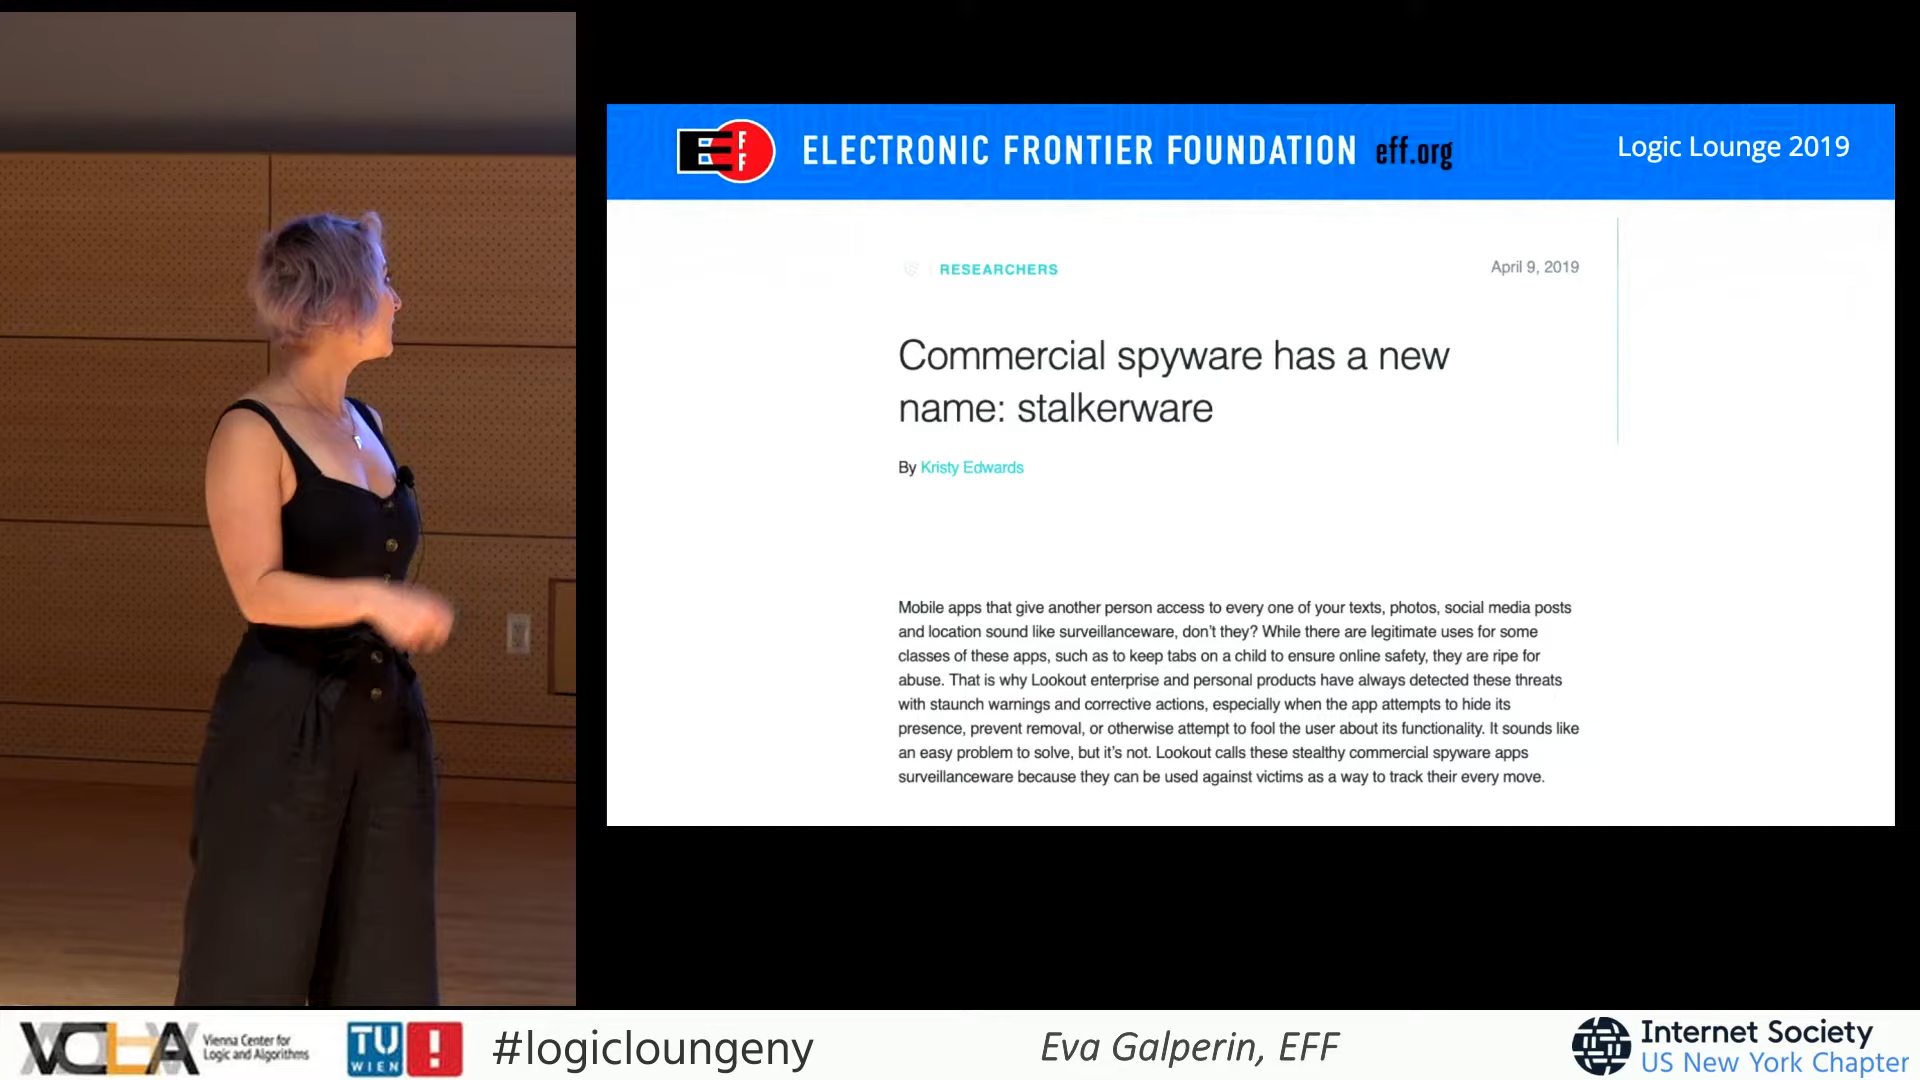 EFF ELECTRONIC FRONTIER FOUNDATION eff.org
Logic Lounge 2019
RESEARCHERS
April 9, 2019
Commercial spyware has a new
name: stalkerware
By Kristy Edwards
Mobile apps that give another person access to every one of your texts, photos, social media posts
and location sound like surveillanceware, don't they? While there are legitimate uses for some
classes of these apps, such as to keep tabs on a child to ensure online safety, they are ripe for
abuse. That is why Lookout enterprise and personal products have always detected these threats
with staunch warnings and corrective actions, especially when the app attempts to hide its
presence, prevent removal, or otherwise attempt to fool the user about its functionality. It sounds like
an easy problem to solve, but it's not. Lookout calls these stealthy commercial spyware apps
surveillanceware because they can be used against victims as a way to track their every move.
VCLA
Vienna Center for
Logic and Algorithms
TU
WIEN
!
#logicloungeny
Eva Galperin, EFF
Internet Society
US New York Chapter